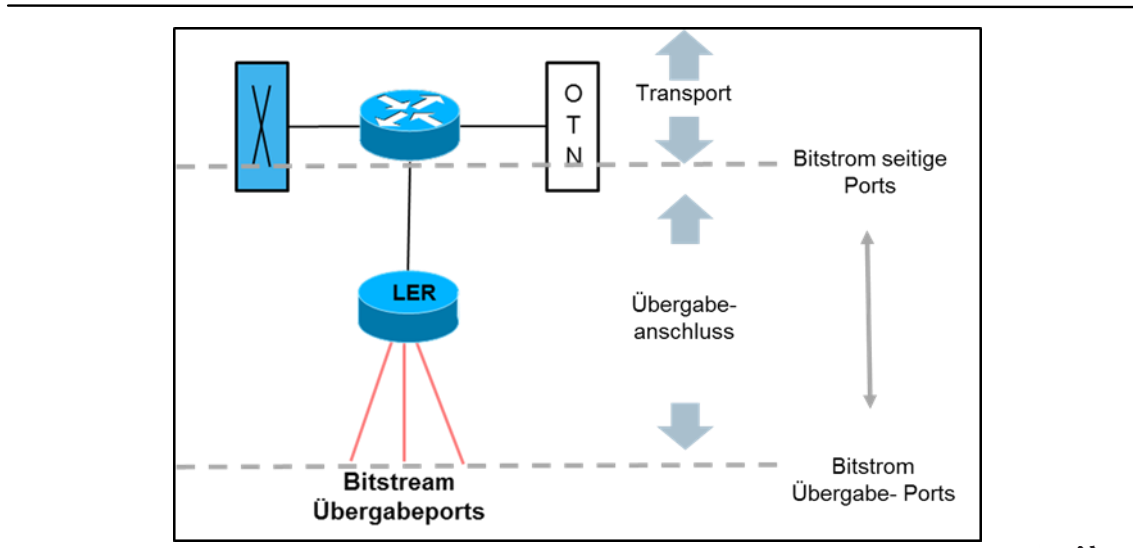 O
T
N
Transport
Bitstrom seitige
Ports
LER
Übergabe-
anschluss
Bitstream
Übergabeports
Bitstrom
Übergabe- Ports